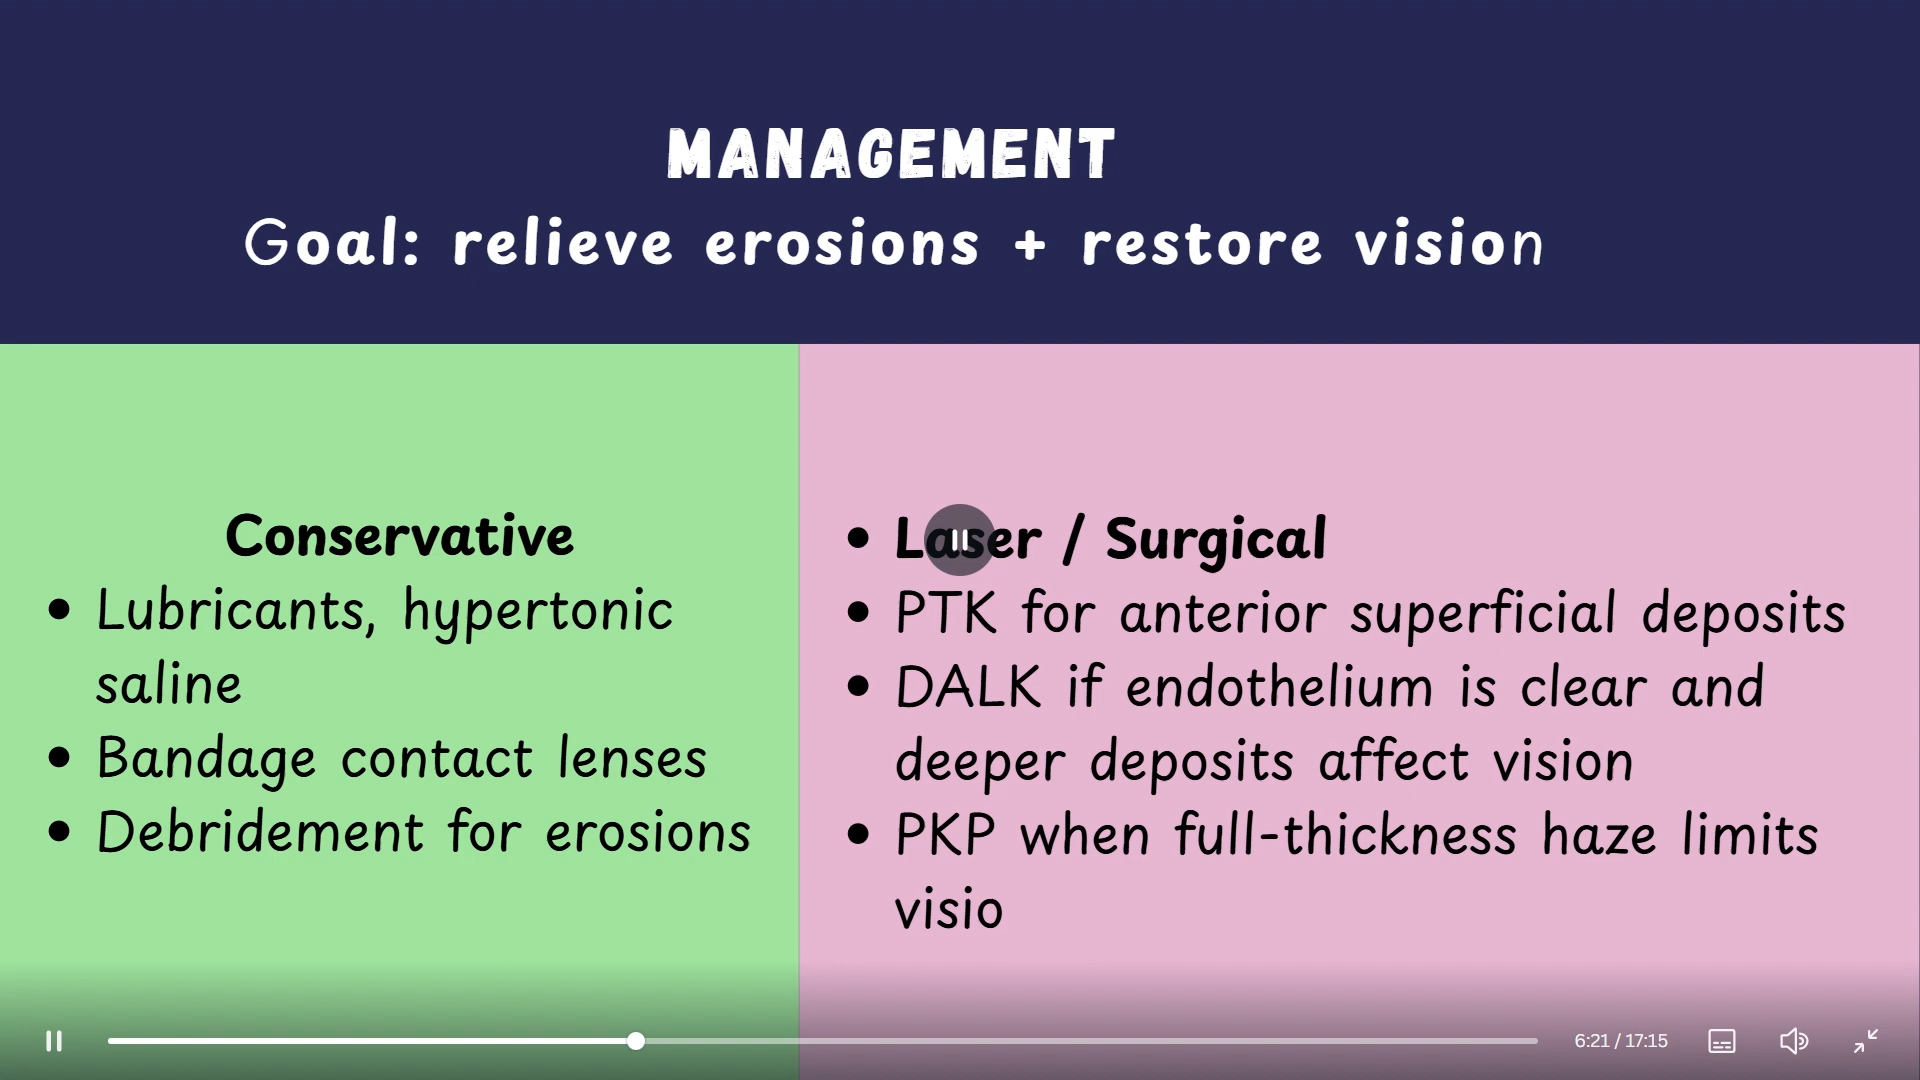 MANAGEMENT
Goal: relieve erosions + restore vision
Conservative
• Lubricants, hypertonic
saline
• Bandage contact lenses
• Debridement for erosions
• Laser / Surgical
• PTK for anterior superficial deposits
• DALK if endothelium is clear and
deeper deposits affect vision
• PKP when full-thickness haze limits
visio
6:21 / 17:15